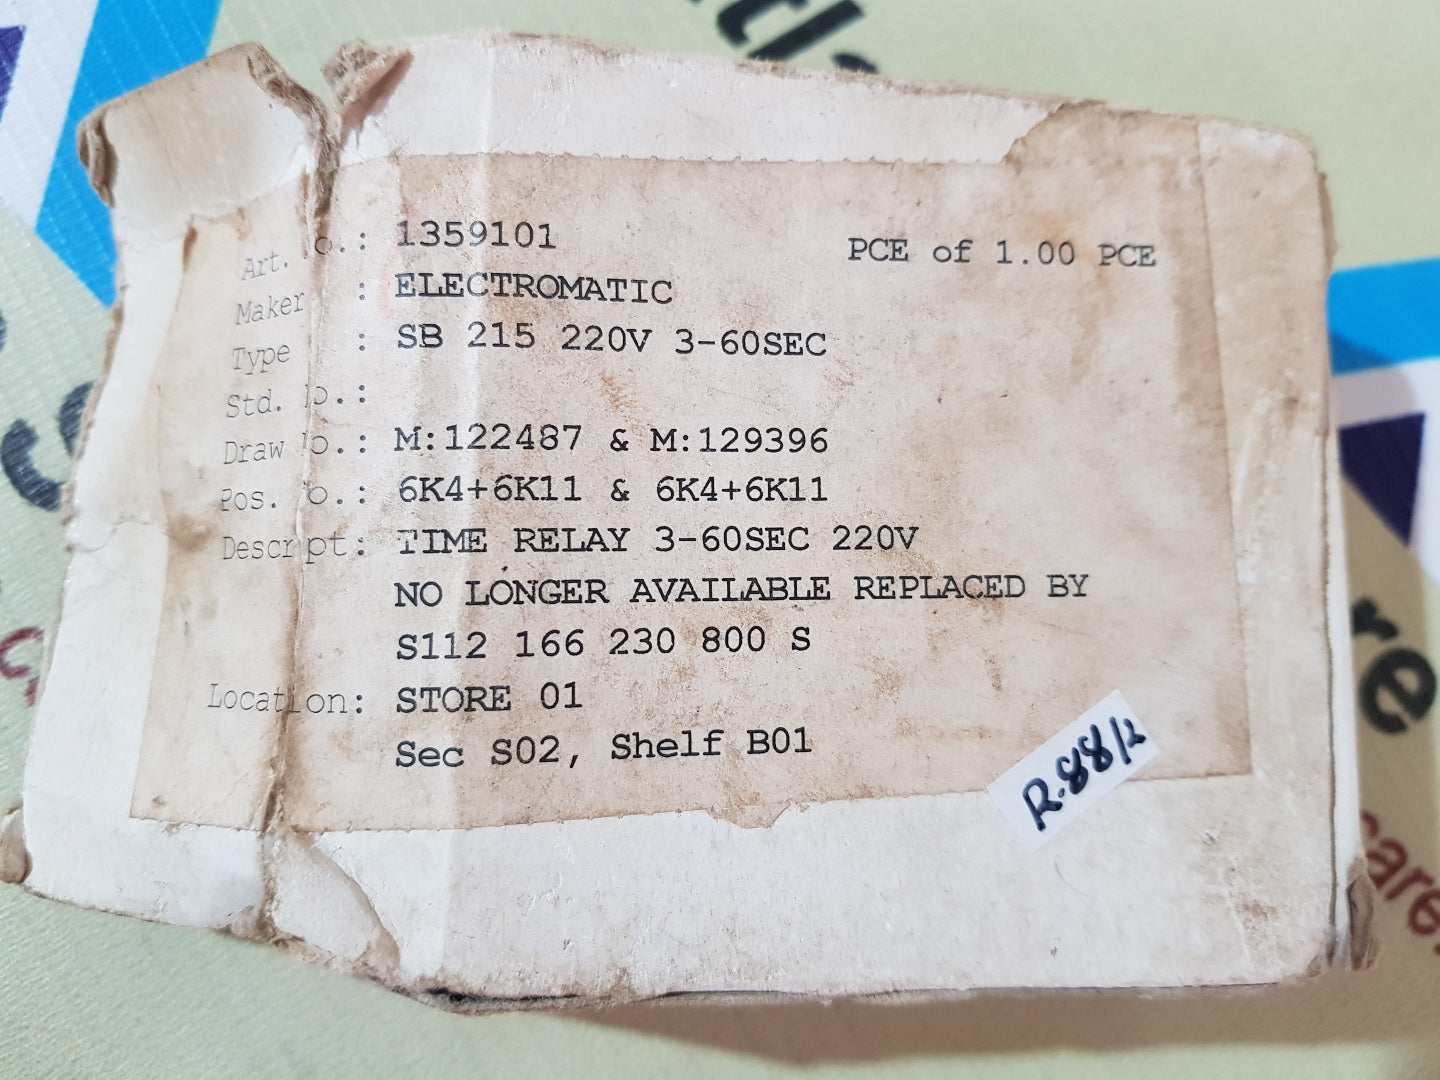 Art. No.: 1359101
PCE of 1.00 PCE
Maker : ELECTROMATIC
Type : SB 215 220V 3-60SEC
Std. No.:
Draw No.: M:122487 & M:129396
Pos. No.: 6K4+6K11 & 6K4+6K11
Descript: TIME RELAY 3-60SEC 220V
NO LONGER AVAILABLE REPLACED BY
S112 166 230 800 S
Location: STORE 01
Sec S02, Shelf B01